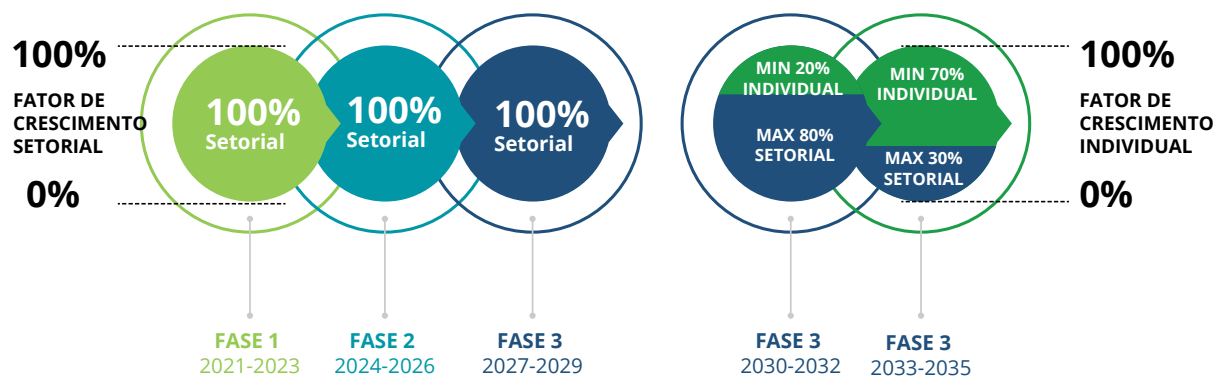 100%
FATOR DE
CRESCIMENTO
SETORIAL
0%
100%
Setorial
100%
Setorial
100%
Setorial
MIN 20%
INDIVIDUAL
MAX 80%
SETORIAL
MIN 70%
INDIVIDUAL
MAX 30%
SETORIAL
100%
FATOR DE
CRESCIMENTO
INDIVIDUAL
0%
FASE 1
2021-2023
FASE 2
2024-2026
FASE 3
2027-2029
FASE 3
2030-2032
FASE 3
2033-2035